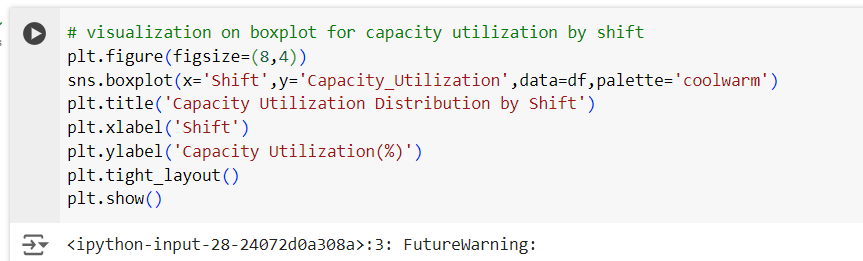 # visualization on boxplot for capacity utilization by shift
plt.figure(figsize=(8,4))
sns.boxplot(x='Shift',y='Capacity_Utilization',data=df,palette='coolwarm')
plt.title('Capacity Utilization Distribution by Shift')
plt.xlabel('Shift')
plt.ylabel('Capacity Utilization(%)')
plt.tight_layout()
plt.show()
<ipython-input-28-24072d0a308a>:3: FutureWarning: